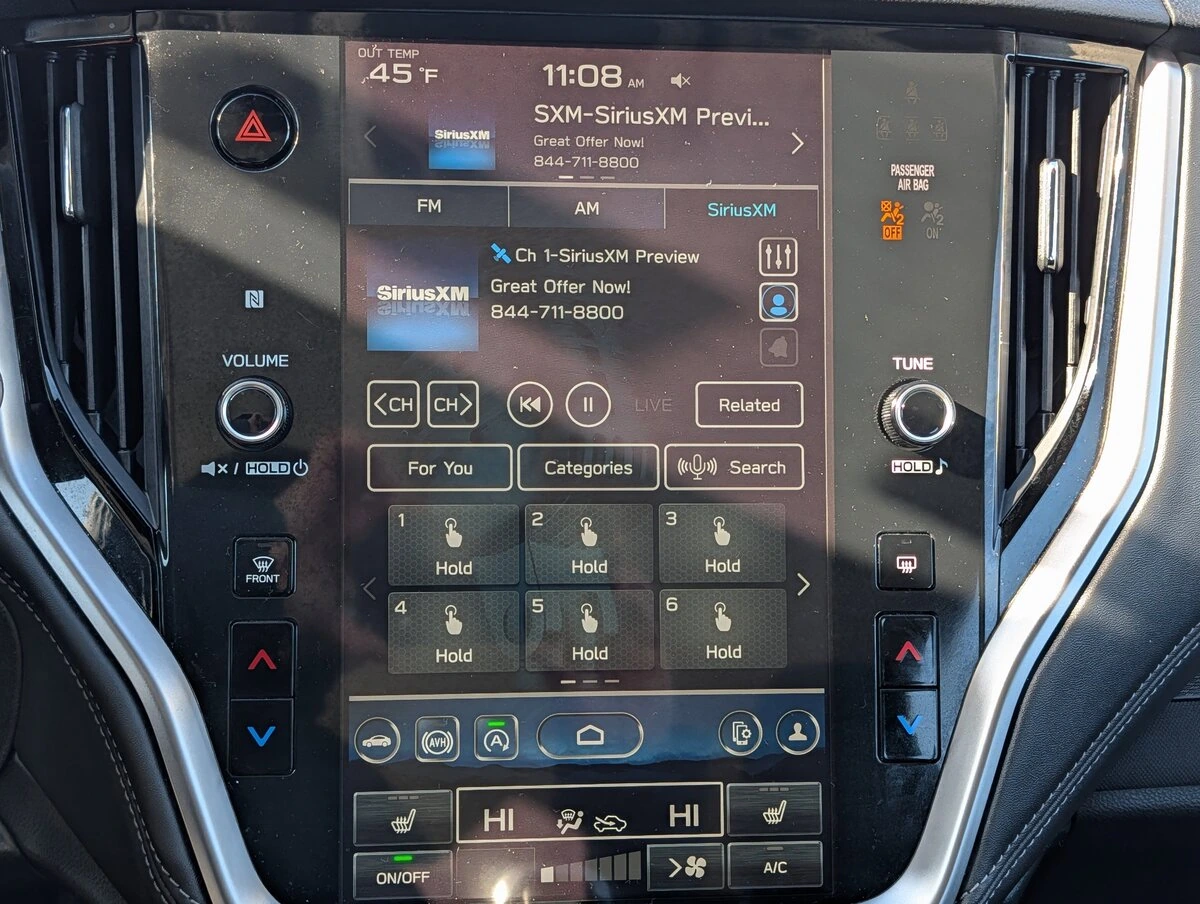 OUT TEMP
45 °F
11:08 AM
SXM-SiriusXM Previ...
SiriusXM
Great Offer Now!
844-711-8800
PASSENGER
AIR BAG
OFF
ON
FM
AM
SiriusXM
Ch 1-SiriusXM Preview
SiriusXM
Great Offer Now!
844-711-8800
N
VOLUME
TUNE
CH
CH
LIVE
Related
HOLD
HOLD
For You
Categories
Search
1
Hold
2
Hold
3
Hold
FRONT
4
Hold
5
Hold
6
Hold
AVH
A
HI
HI
ON/OFF
A/C